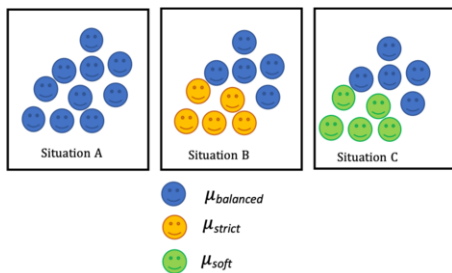 Situation A
Situation B
Situation C
μbalanced
μstrict
μsoft